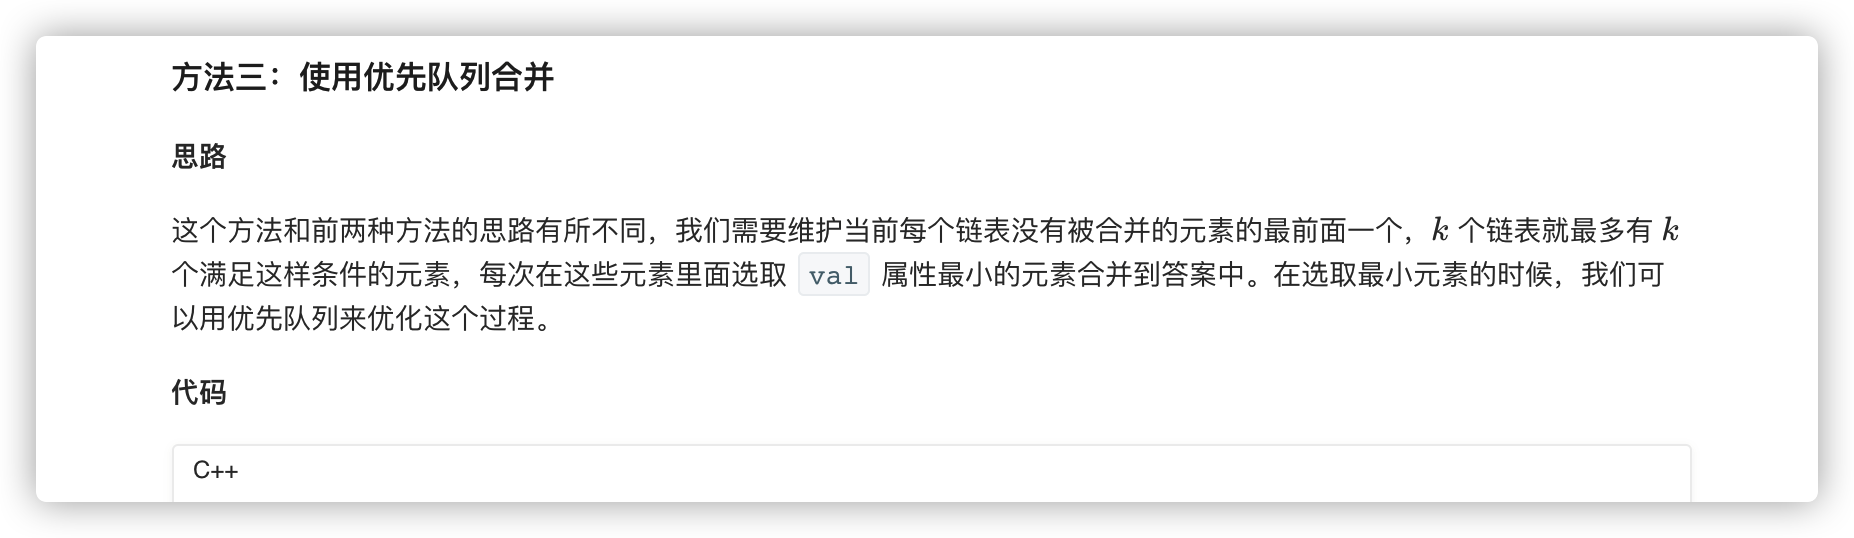 方法三：使用优先队列合并
思路
这个方法和前两种方法的思路有所不同，我们需要维护当前每个链表没有被合并的元素的最前面一个，k 个链表就最多有 k
个满足这样条件的元素，每次在这些元素里面选取 val 属性最小的元素合并到答案中。在选取最小元素的时候，我们可
以用优先队列来优化这个过程。
代码
C++